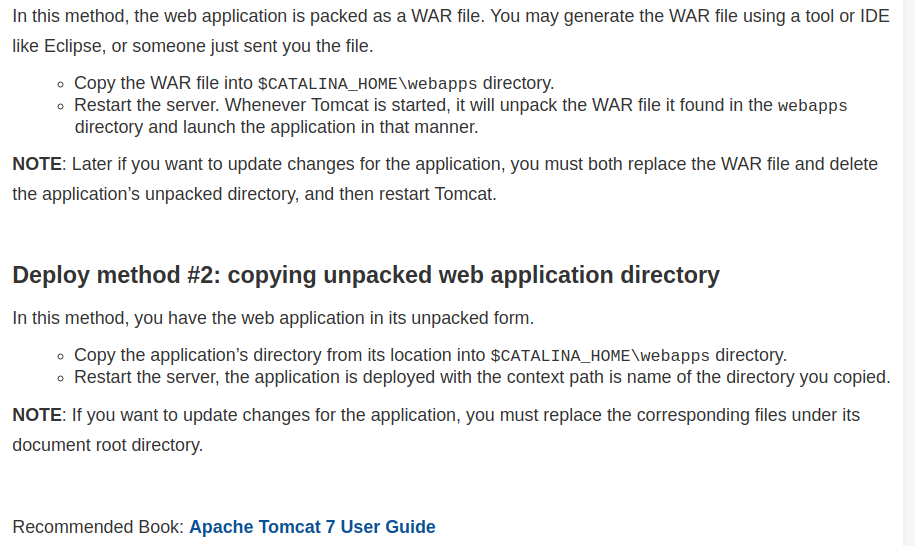 In this method, the web application is packed as a WAR file. You may generate the WAR file using a tool or IDE
like Eclipse, or someone just sent you the file.
◦ Copy the WAR file into $CATALINA_HOME\webapps directory.
◦ Restart the server. Whenever Tomcat is started, it will unpack the WAR file it found in the webapps
directory and launch the application in that manner.
NOTE: Later if you want to update changes for the application, you must both replace the WAR file and delete
the application’s unpacked directory, and then restart Tomcat.
Deploy method #2: copying unpacked web application directory
In this method, you have the web application in its unpacked form.
◦ Copy the application’s directory from its location into $CATALINA_HOME\webapps directory.
◦ Restart the server, the application is deployed with the context path is name of the directory you copied.
NOTE: If you want to update changes for the application, you must replace the corresponding files under its
document root directory.
Recommended Book: Apache Tomcat 7 User Guide